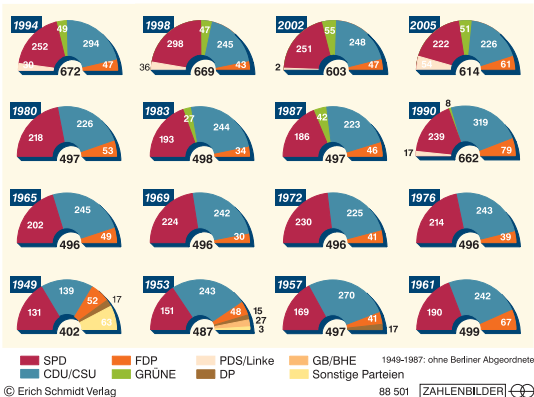 1994 1998 2002 2005
49 47 55 51
252 294 298 245 251 248 222 226
30 47 36 43 2 47 54 61
672 669 603 614
1980 1983 1987 1990
27 42 8
218 226 193 244 186 223 239 319
53 34 46 17 79
497 498 497 662
1965 1969 1972 1976
202 245 224 242 230 225 214 243
49 30 41 39
496 496 496 496
1949 1953 1957 1961
131 139 52 17 151 243 48 15 169 270 41 190 242
63 27 17 67
3
402 487 497 499
SPD FDP PDS/Linke GB/BHE 1949-1987: ohne Berliner Abgeordnete
CDU/CSU GRÜNE DP Sonstige Parteien
© Erich Schmidt Verlag 88 501 ZAHLENBILDER